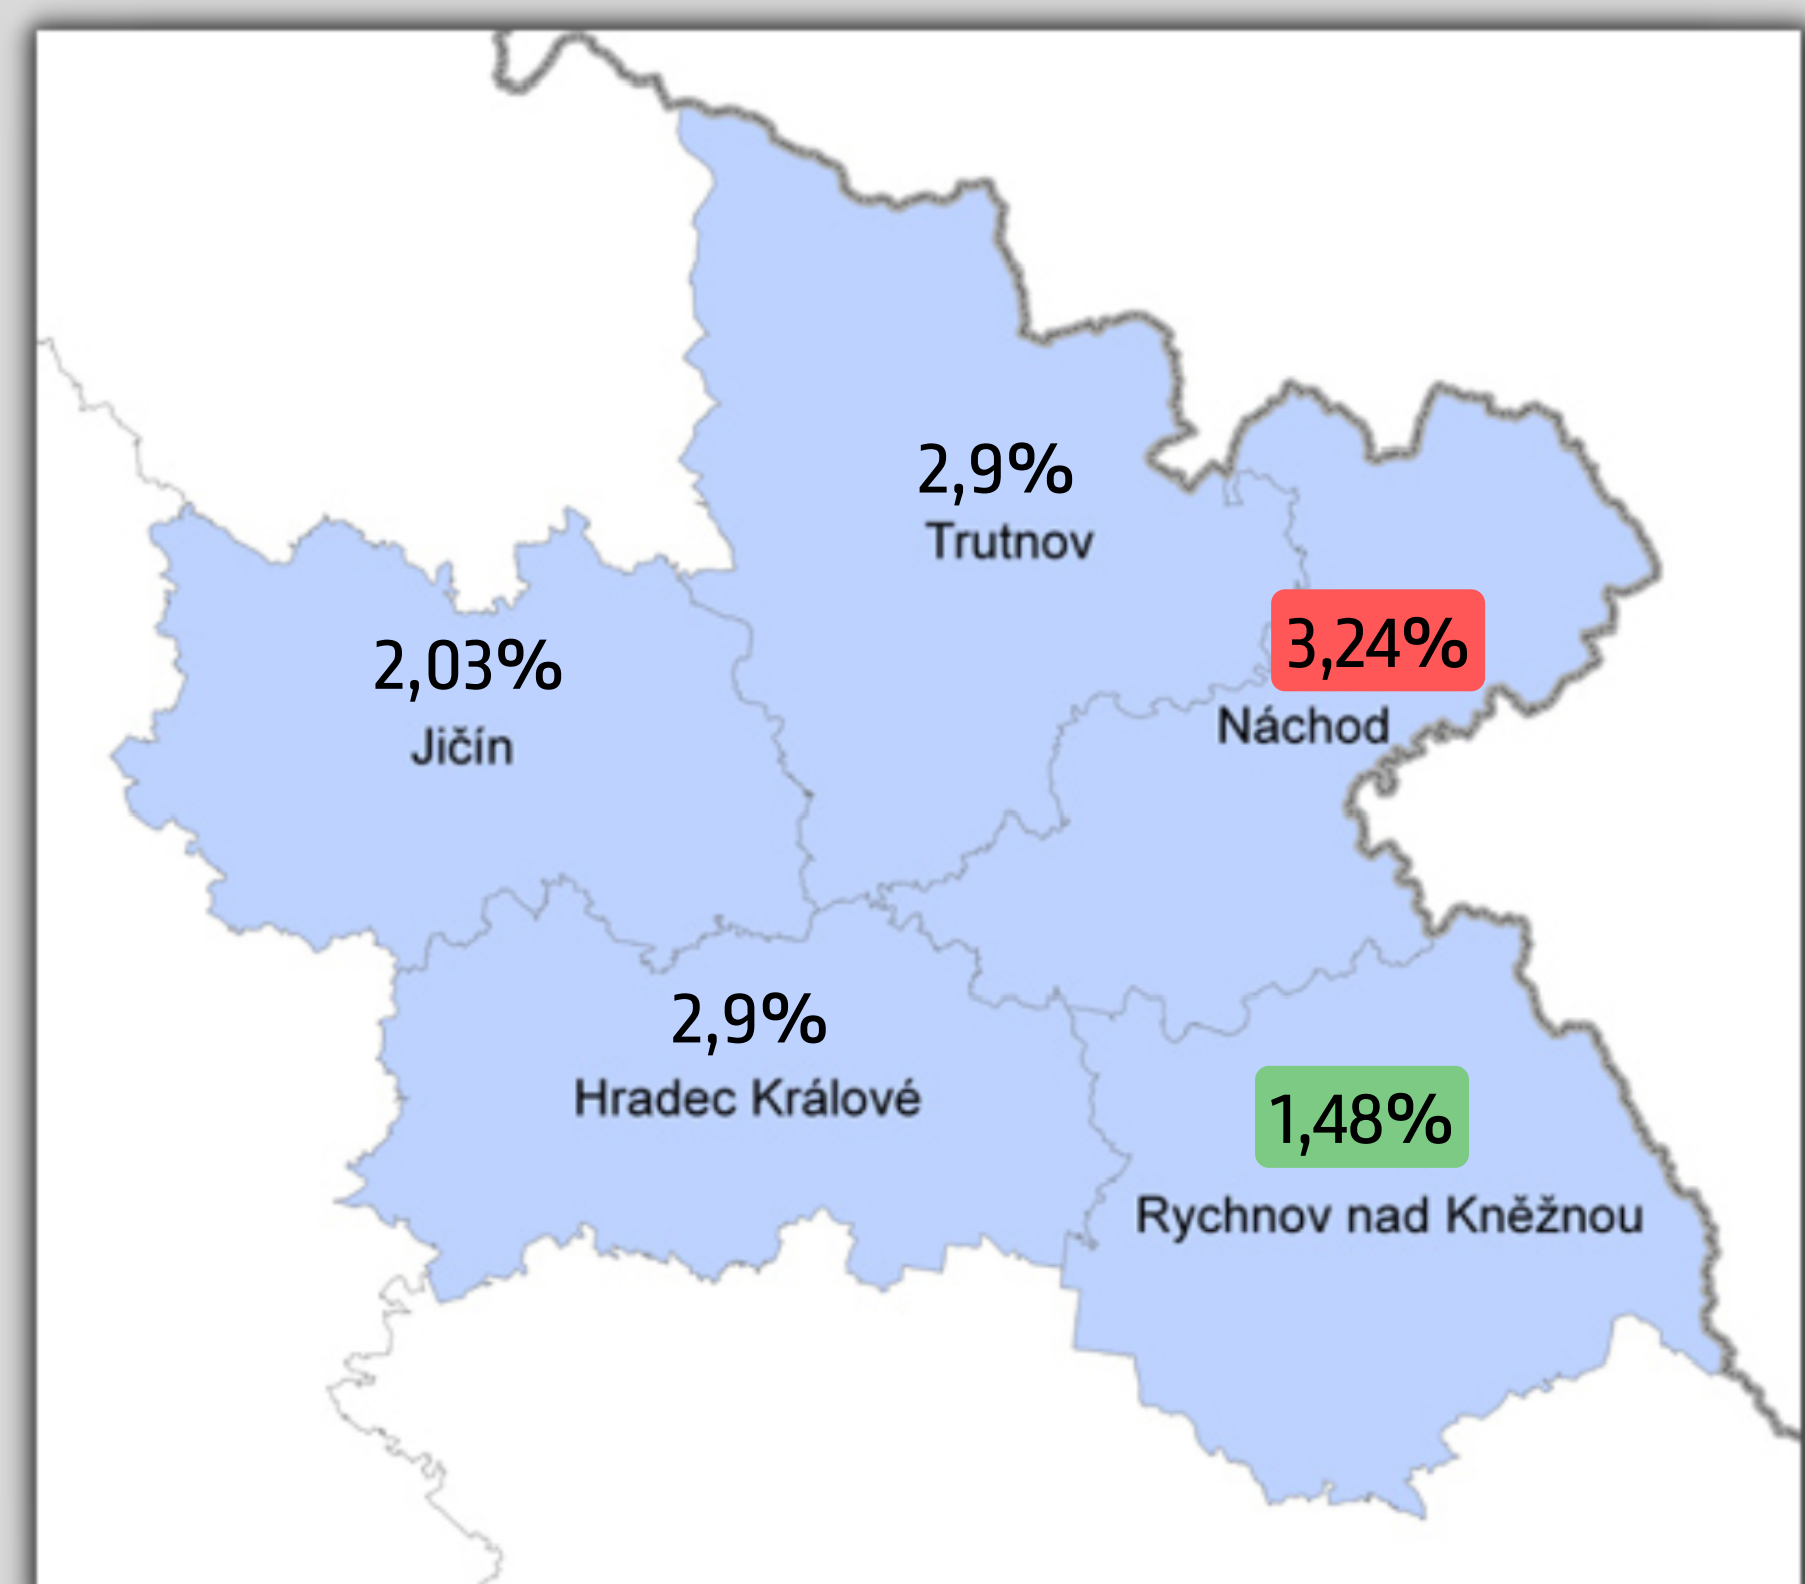 2,9%
Trutnov
3,24%
Náchod
2,03%
Jičín
2,9%
Hradec Králové
1,48%
Rychnov nad Kněžnou